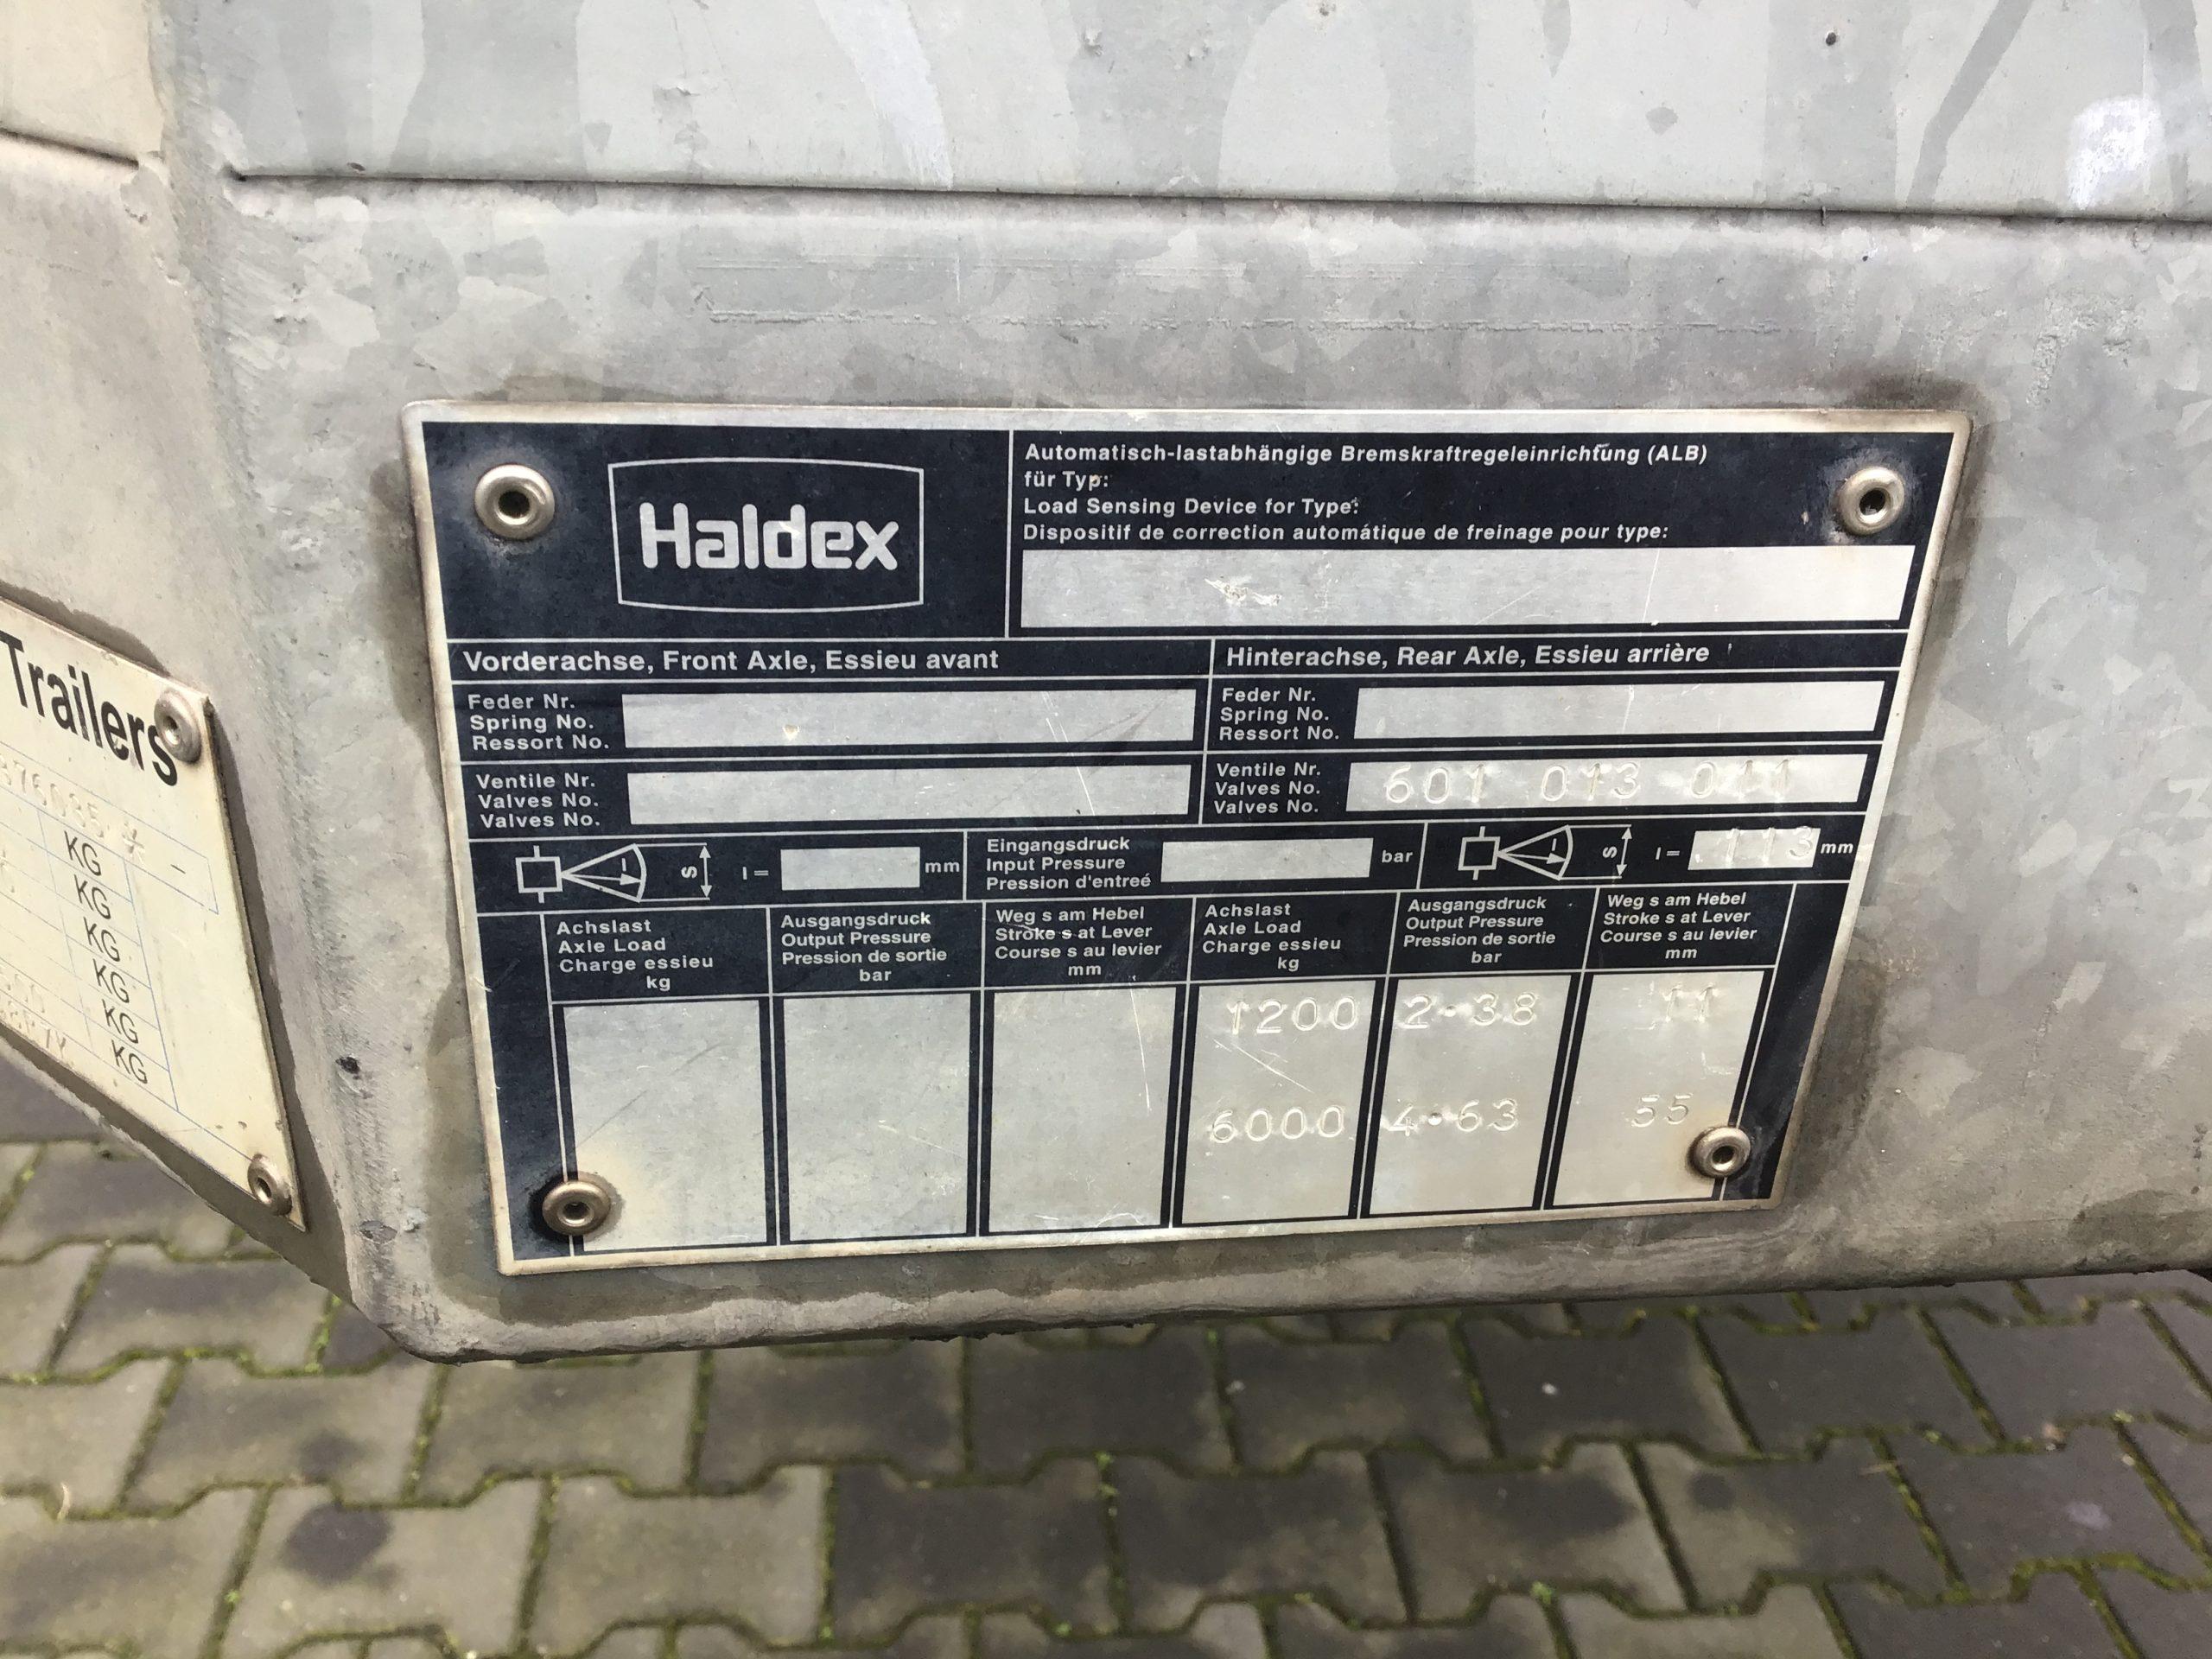 Haldex
Automatisch-lastabhängige Bremskraftregeleinrichtung (ALB)
für Typ:
Load Sensing Device for Type:
Dispositif de correction automátique de freinage pour type:
Vorderachse, Front Axle, Essieu avant
Hinterachse, Rear Axle, Essieu arrière
Feder Nr.
Spring No.
Ressort No.
Feder Nr.
Spring No.
Ressort No.
Ventile Nr.
Valves No.
Valves No.
Ventile Nr.
Valves No.
Valves No.
601 013 011
S
l = mm
Eingangsdruck
Input Pressure
Pression d'entreé
bar
S
l = 113 mm
Achslast
Axle Load
Charge essieu
kg
Ausgangsdruck
Output Pressure
Pression de sortie
bar
Weg s am Hebel
Stroke s at Lever
Course s au levier
mm
Achslast
Axle Load
Charge essieu
kg
Ausgangsdruck
Output Pressure
Pression de sortie
bar
Weg s am Hebel
Stroke s at Lever
Course s au levier
mm
1200 2.38 11
6000 4.63 55
Trailers
KG
KG
KG
KG
KG
KG